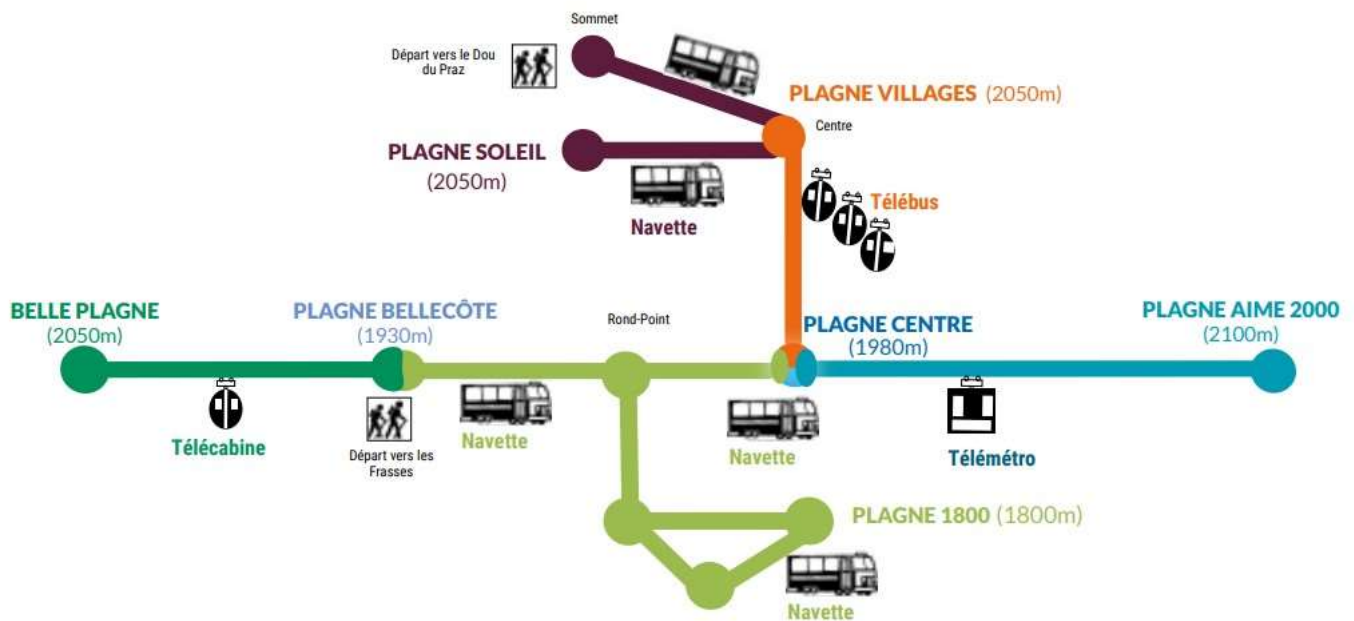 Sommet
Départ vers le Dou
du Praz
PLAGNE VILLAGES (2050m)
Centre
PLAGNE SOLEIL
(2050m)
Télébus
Navette
BELLE PLAGNE
(2050m)
PLAGNE BELLECÔTE
(1930m)
Rond-Point
PLAGNE CENTRE
(1980m)
PLAGNE AIME 2000
(2100m)
Télécabine
Départ vers les
Frasses
Navette
Navette
Télémétro
PLAGNE 1800 (1800m)
Navette